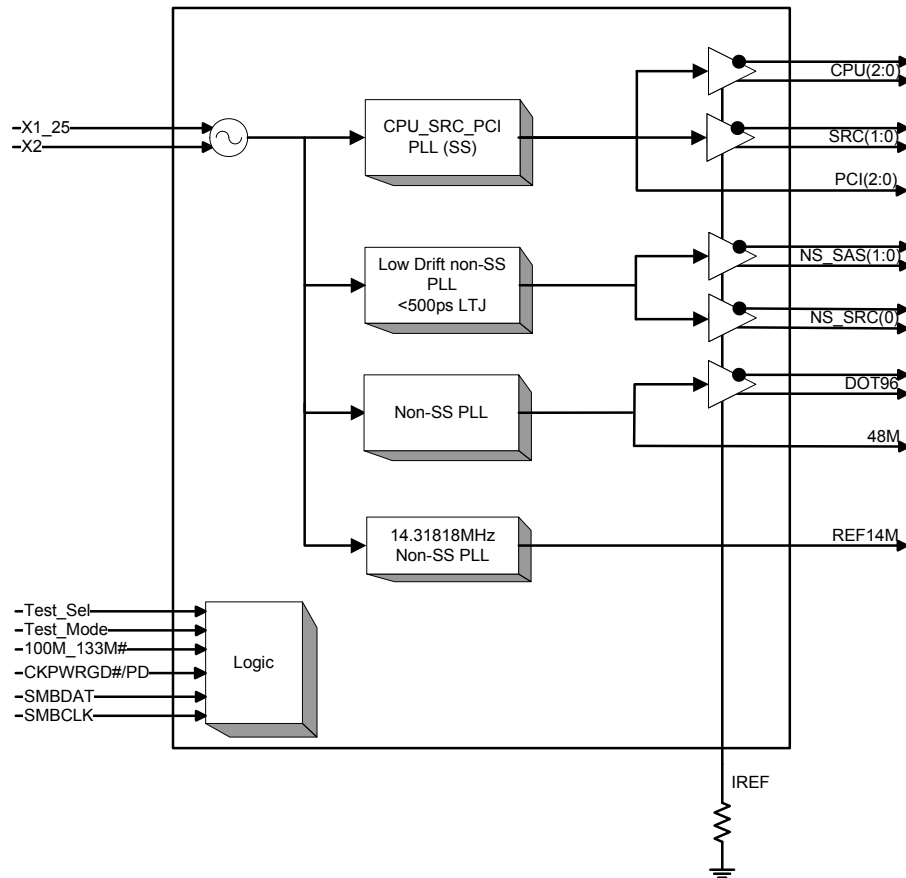 X1_25
X2
CPU_SRC_PCI
PLL (SS)
CPU(2:0)
SRC(1:0)
PCI(2:0)
Low Drift non-SS
PLL
<500ps LTJ
NS_SAS(1:0)
NS_SRC(0)
Non-SS PLL
DOT96
48M
14.31818MHz
Non-SS PLL
REF14M
Test_Sel
Test_Mode
100M_133M#
CKPWRGD#/PD
SMBDAT
SMBCLK
Logic
IREF